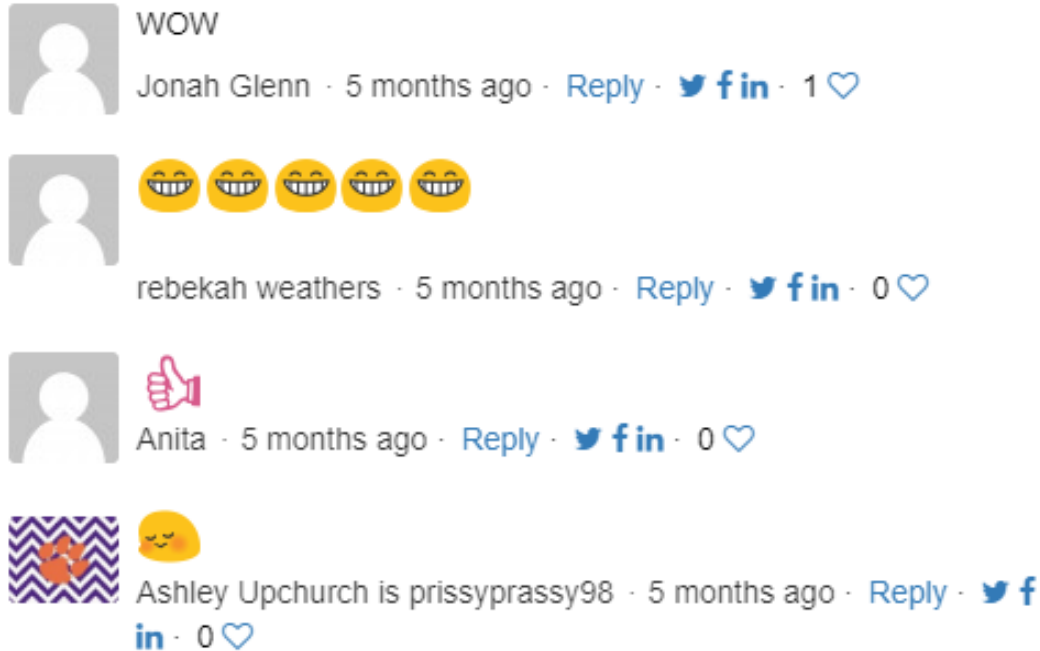 WOW
Jonah Glenn · 5 months ago · Reply · in · 1
😁😁😁😁😁
rebekah weathers · 5 months ago · Reply · in · 0
👍
Anita · 5 months ago · Reply · in · 0
😌
Ashley Upchurch is prissyprassy98 · 5 months ago · Reply ·
in · 0